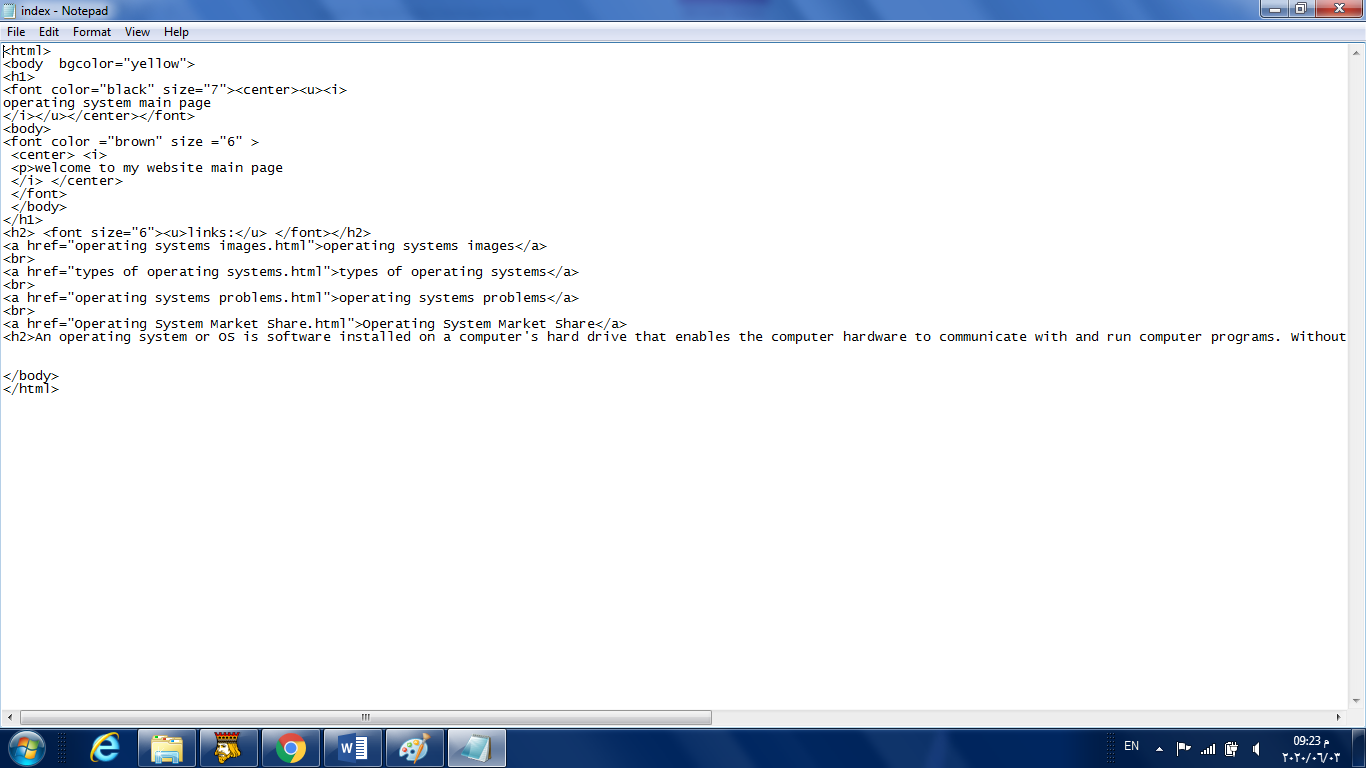 index - Notepad
File Edit Format View Help
<html>
<body  bgcolor="yellow">
<h1>
<font color="black" size="7"><center><u><i>
operating system main page
</i></u></center></font>
<body>
<font color ="brown" size ="6" >
 <center> <i>
 <p>welcome to my website main page
 </i> </center>
 </font>
 </body>
</h1>
<h2> <font size="6"><u>links:</u> </font></h2>
<a href="operating systems images.html">operating systems images</a>
<br>
<a href="types of operating systems.html">types of operating systems</a>
<br>
<a href="operating systems problems.html">operating systems problems</a>
<br>
<a href="Operating System Market Share.html">Operating System Market Share</a>
<h2>An operating system or OS is software installed on a computer's hard drive that enables the computer hardware to communicate with and run computer programs. Without
</body>
</html>
W
EN
09:23 م
٢٠٢٠/٠٦/٠٣